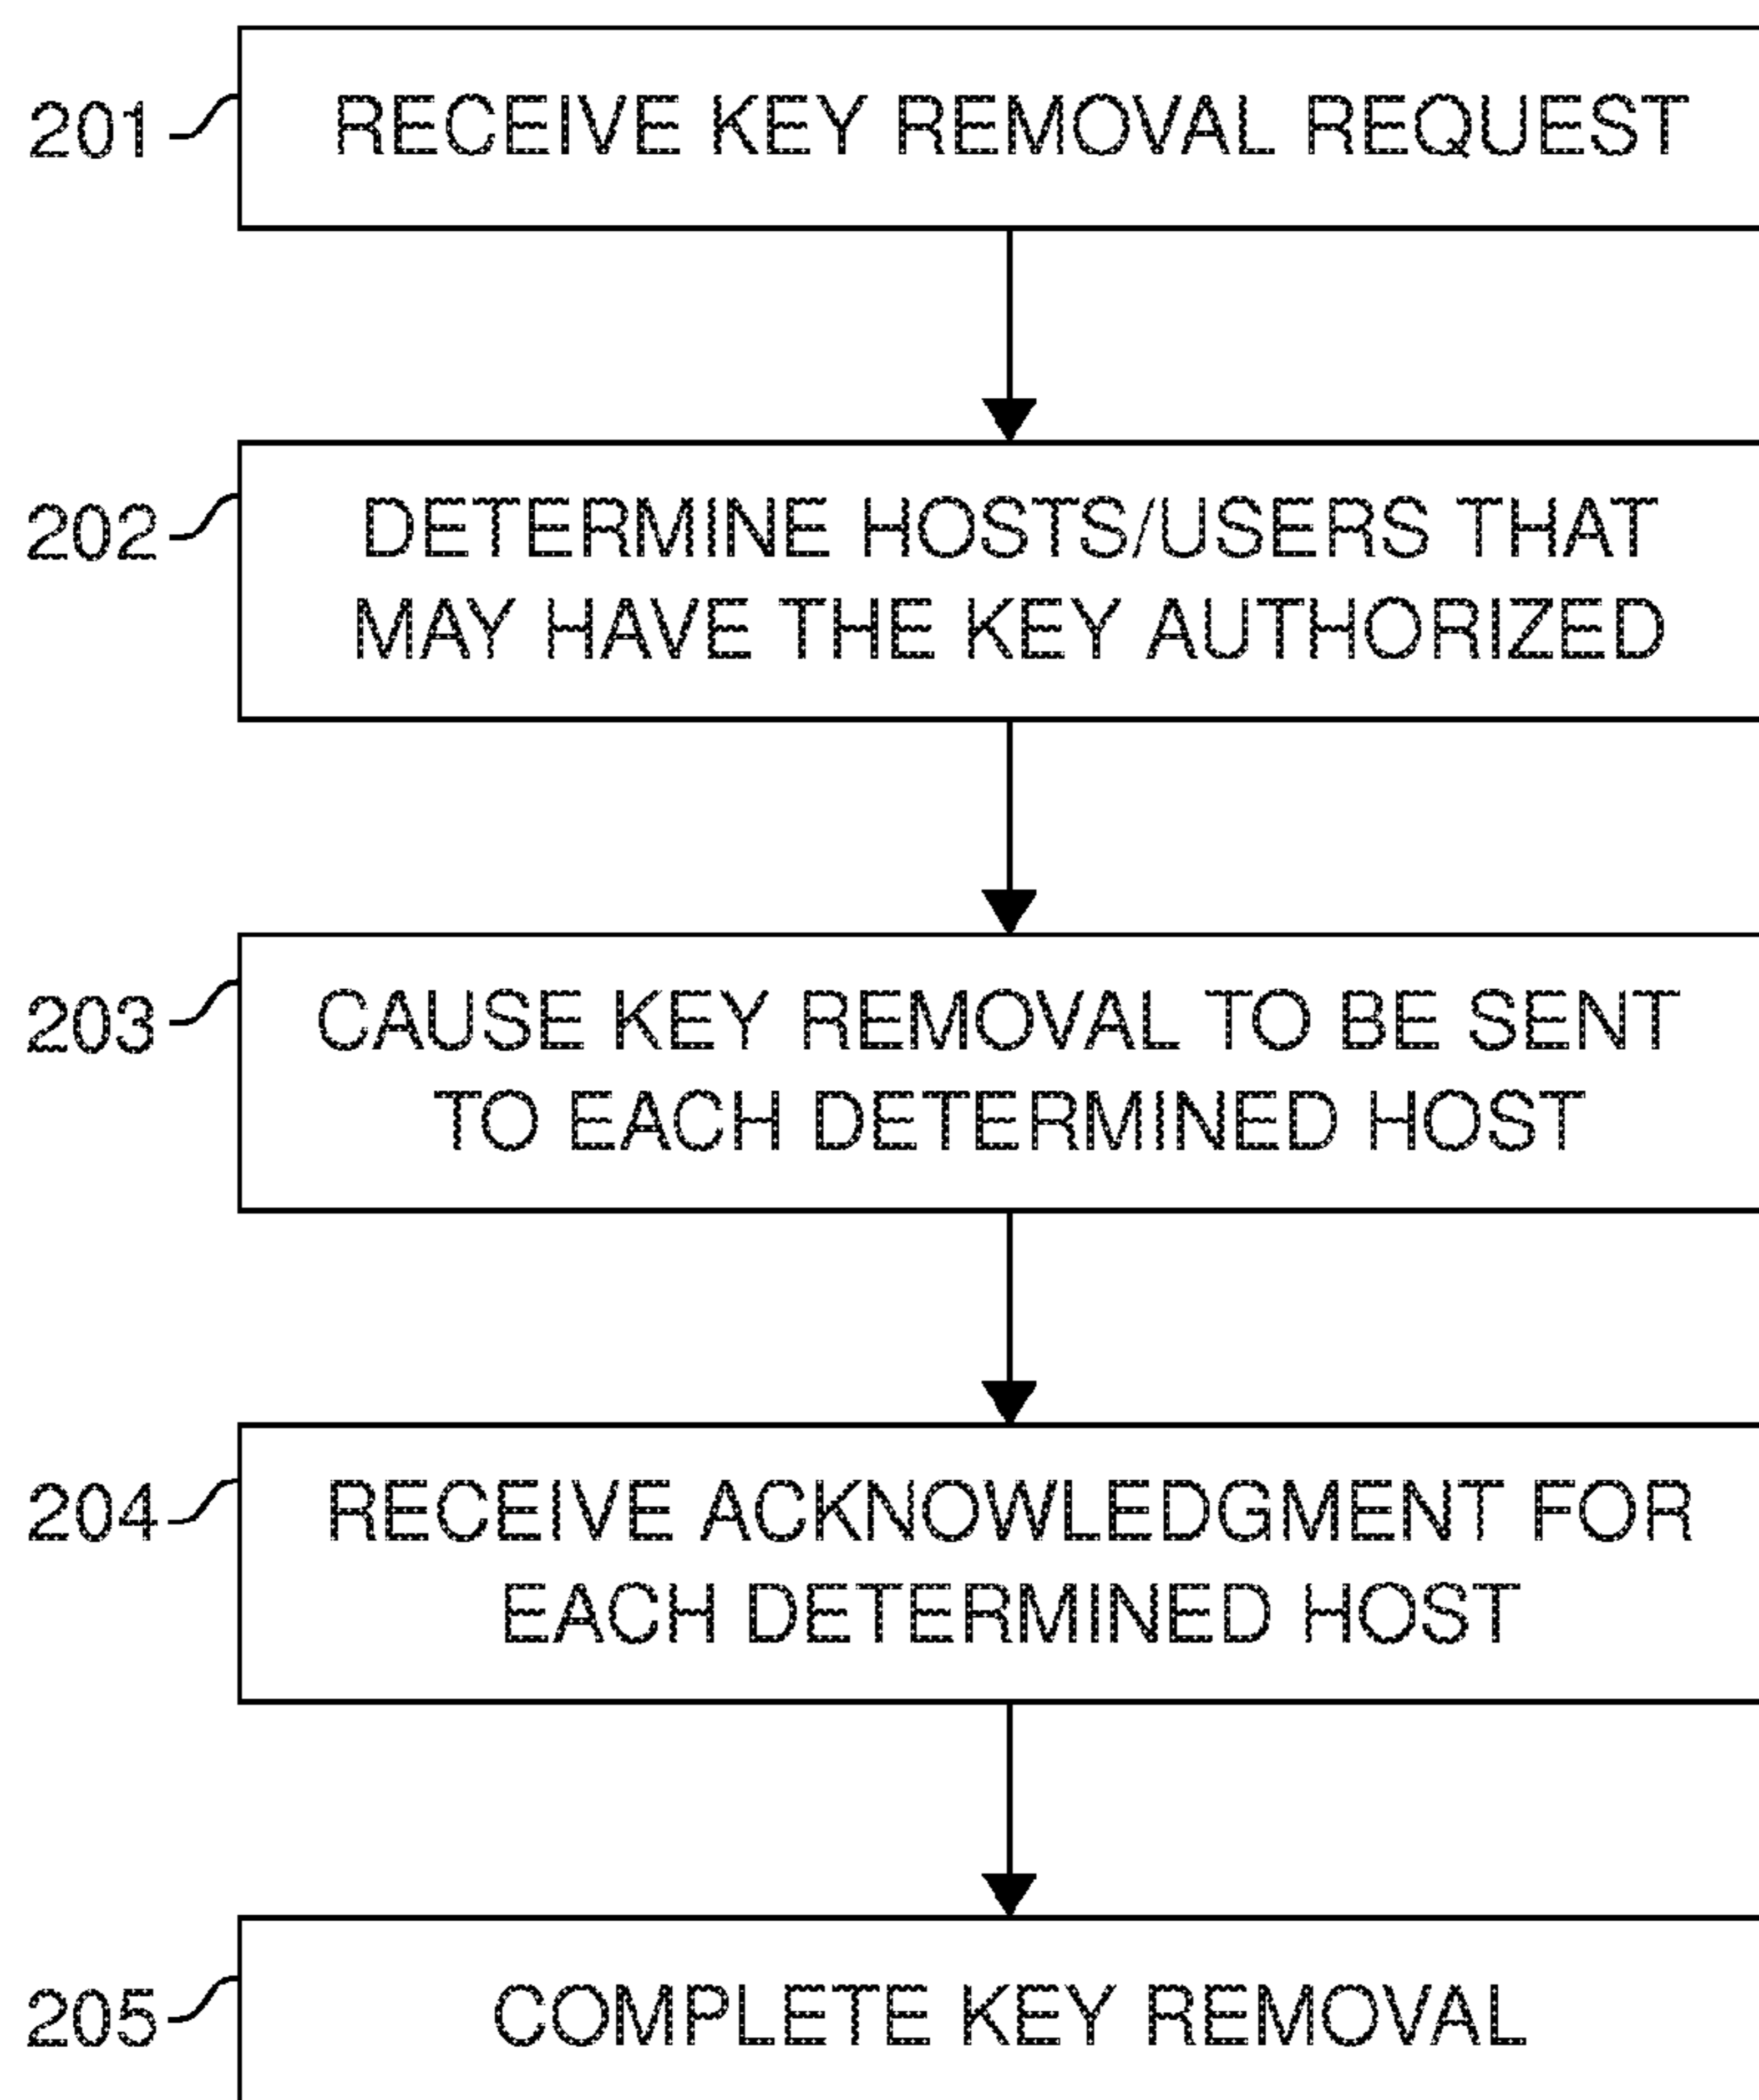 201
RECEIVE KEY REMOVAL REQUEST
202
DETERMINE HOSTS/USERS THAT
MAY HAVE THE KEY AUTHORIZED
203
CAUSE KEY REMOVAL TO BE SENT
TO EACH DETERMINED HOST
204
RECEIVE ACKNOWLEDGMENT FOR
EACH DETERMINED HOST
205
COMPLETE KEY REMOVAL